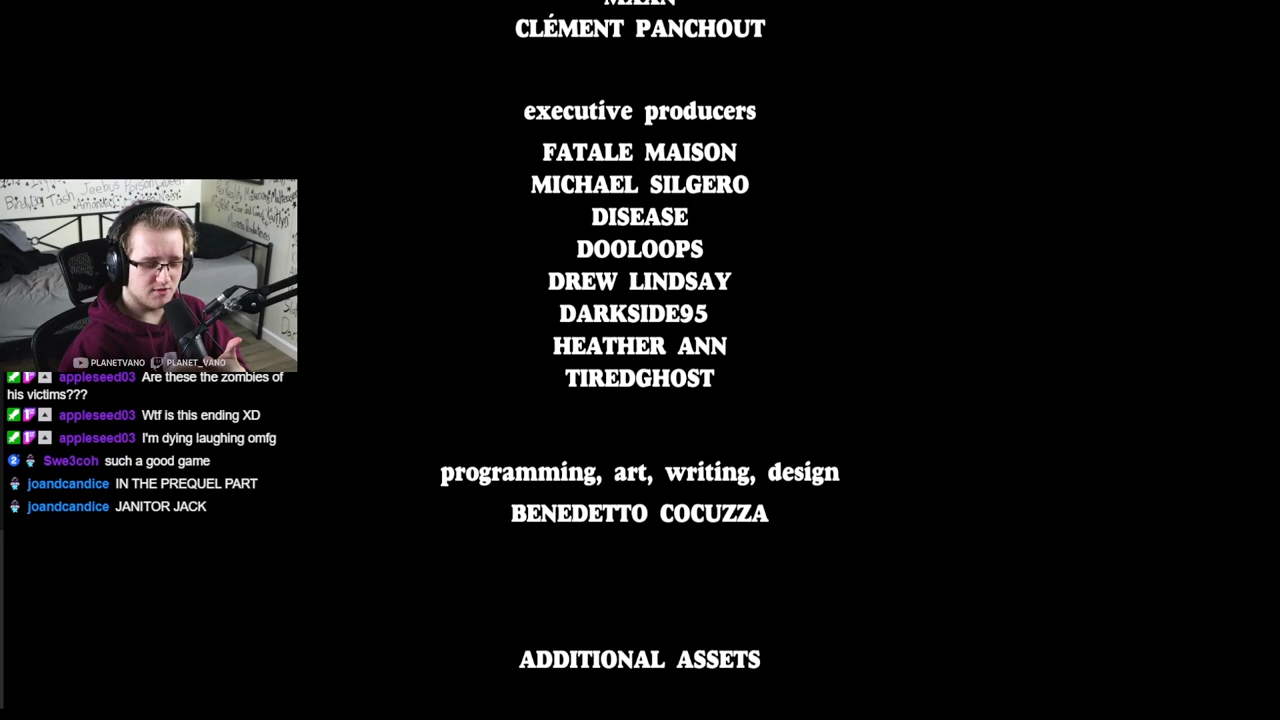 CLÉMENT PANCHOUT
executive producers
FATALE MAISON
MICHAEL SILGERO
DISEASE
DOOLOOPS
DREW LINDSAY
DARKSIDE95
HEATHER ANN
TIREDGHOST
programming, art, writing, design
BENEDETTO COCUZZA
ADDITIONAL ASSETS
PLANETVANO PLANET_VANO
appleseed03 Are these the zombies of
his victims???
appleseed03 Wtf is this ending XD
appleseed03 I'm dying laughing omfg
Swe3coh such a good game
joandcandice IN THE PREQUEL PART
joandcandice JANITOR JACK